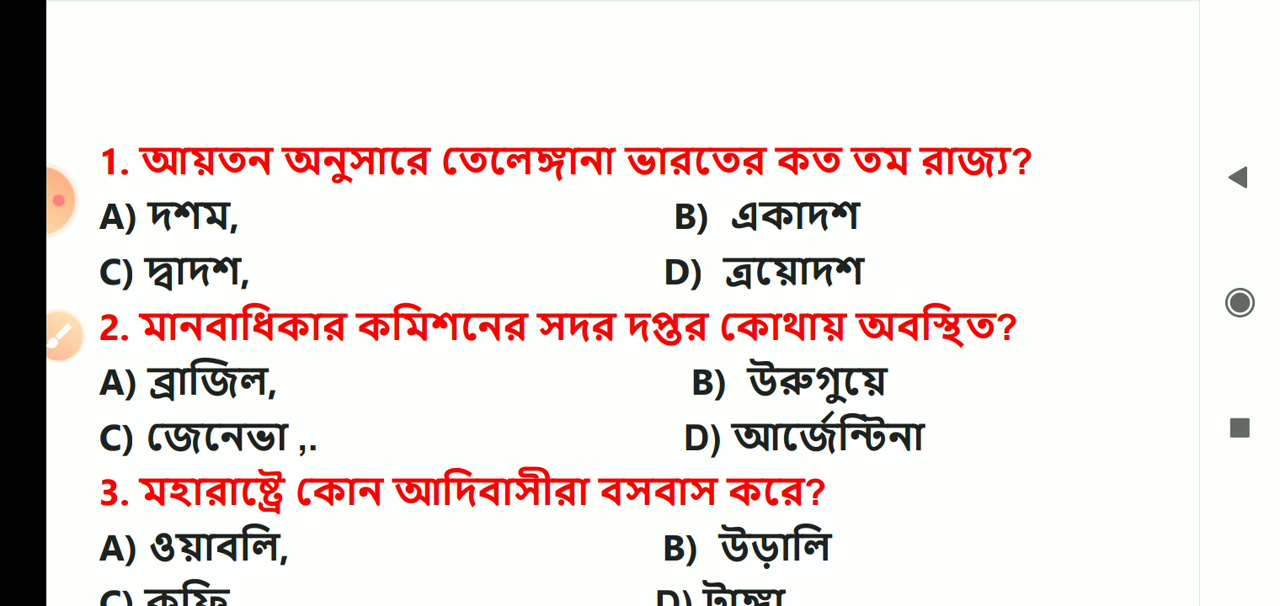 1. আয়তন অনুসারে তেলেঙ্গানা ভারতের কত তম রাজ্য?
A) দশম, B) একাদশ
C) দ্বাদশ, D) ত্রয়োদশ
2. মানবাধিকার কমিশনের সদর দপ্তর কোথায় অবস্থিত?
A) ব্রাজিল, B) উরুগুয়ে
C) জেনেভা ,. D) আর্জেন্টিনা
3. মহারাষ্ট্রে কোন আদিবাসীরা বসবাস করে?
A) ওয়াবলি, B) উড়ালি
C) D)